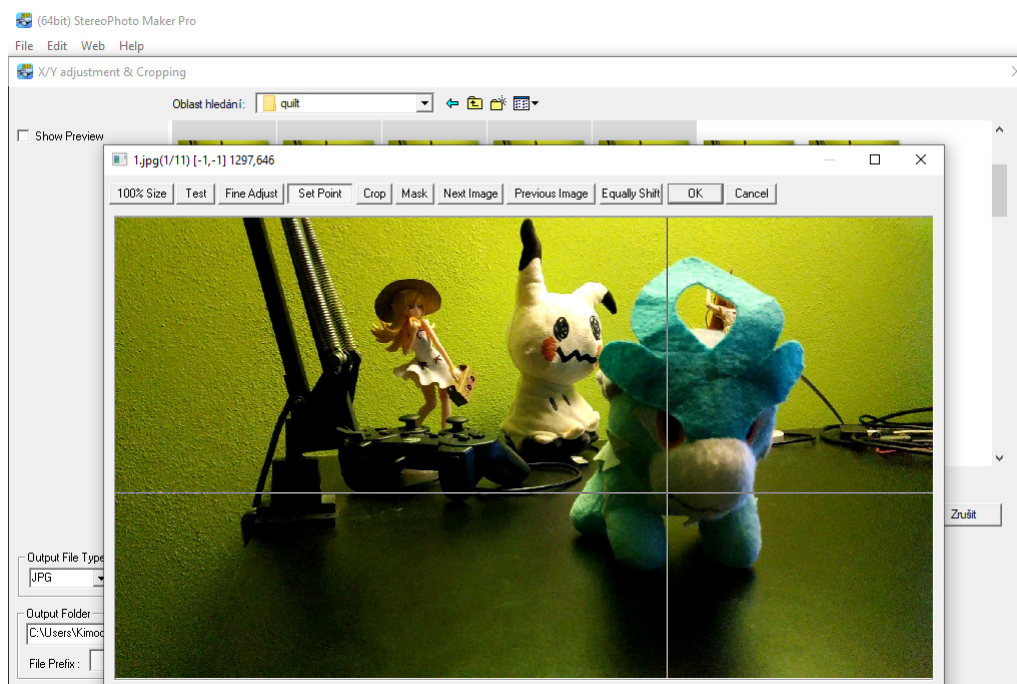 (64bit) StereoPhoto Maker Pro
File Edit Web Help
X/Y adjustment & Cropping
Oblast hledání: quilt
Show Preview
1.jpg(1/11) [-1,-1] 1297,646
100% Size Test Fine Adjust Set Point Crop Mask Next Image Previous Image Equally Shift OK Cancel
Zrušit
Output File Type
JPG
Output Folder
C:\Users\Kimoc
File Prefix :